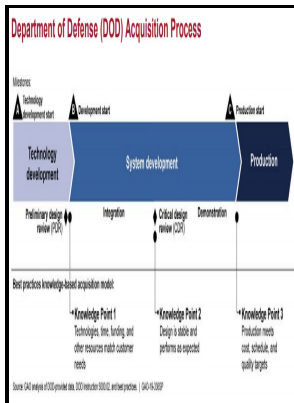 Department of Defense (DOD) Acquisition Process
Milestones
A Technology
development start
B Development start
C Production start
Technology
development
System development
Production
Preliminary design
review (PDR)
Integration
Critical design
review (CDR)
Demonstration
Best practices knowledge-based acquisition model:
Knowledge Point 1
Technologies, time, funding, and
other resources match customer
needs
Knowledge Point 2
Design is stable and
performs as expected
Knowledge Point 3
Production meets
cost, schedule, and
quality targets
Source: GAO analysis of DOD-provided data, DOD Instruction 5000.02, and best practices. | GAO-19-336SP